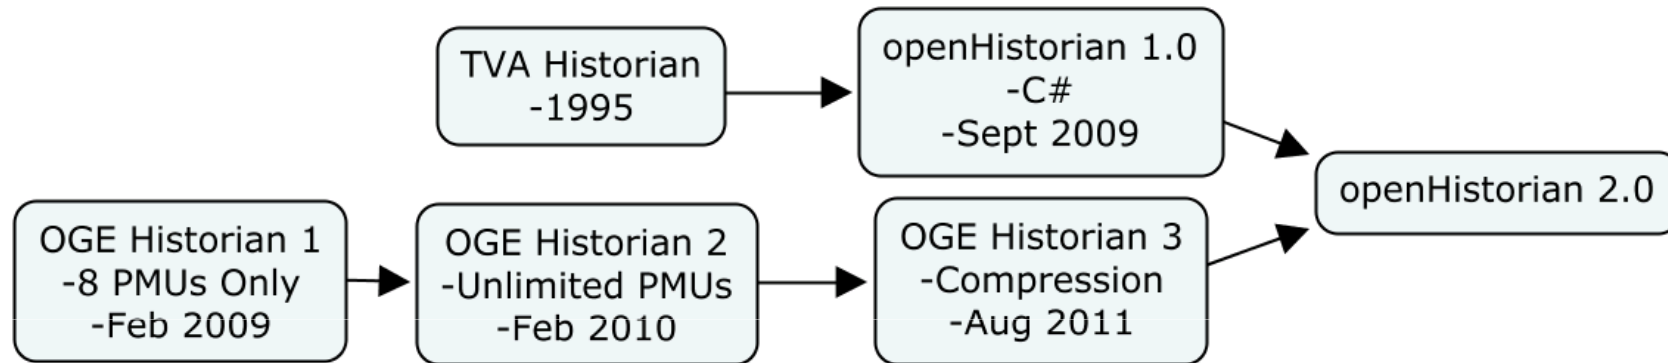 TVA Historian
-1995
openHistorian 1.0
-C#
-Sept 2009
OGE Historian 1
-8 PMUs Only
-Feb 2009
OGE Historian 2
-Unlimited PMUs
-Feb 2010
OGE Historian 3
-Compression
-Aug 2011
openHistorian 2.0